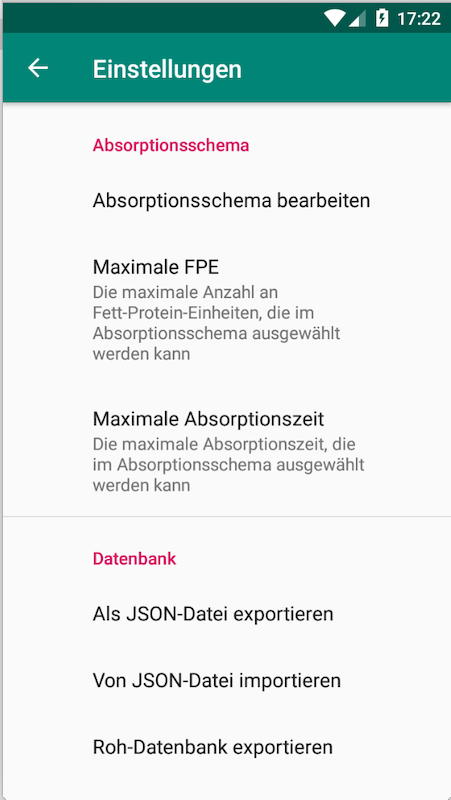 17:22
Einstellungen
Absorptionsschema
Absorptionsschema bearbeiten
Maximale FPE
Die maximale Anzahl an
Fett-Protein-Einheiten, die im
Absorptionsschema ausgewählt
werden kann
Maximale Absorptionszeit
Die maximale Absorptionszeit, die
im Absorptionsschema ausgewählt
werden kann
Datenbank
Als JSON-Datei exportieren
Von JSON-Datei importieren
Roh-Datenbank exportieren